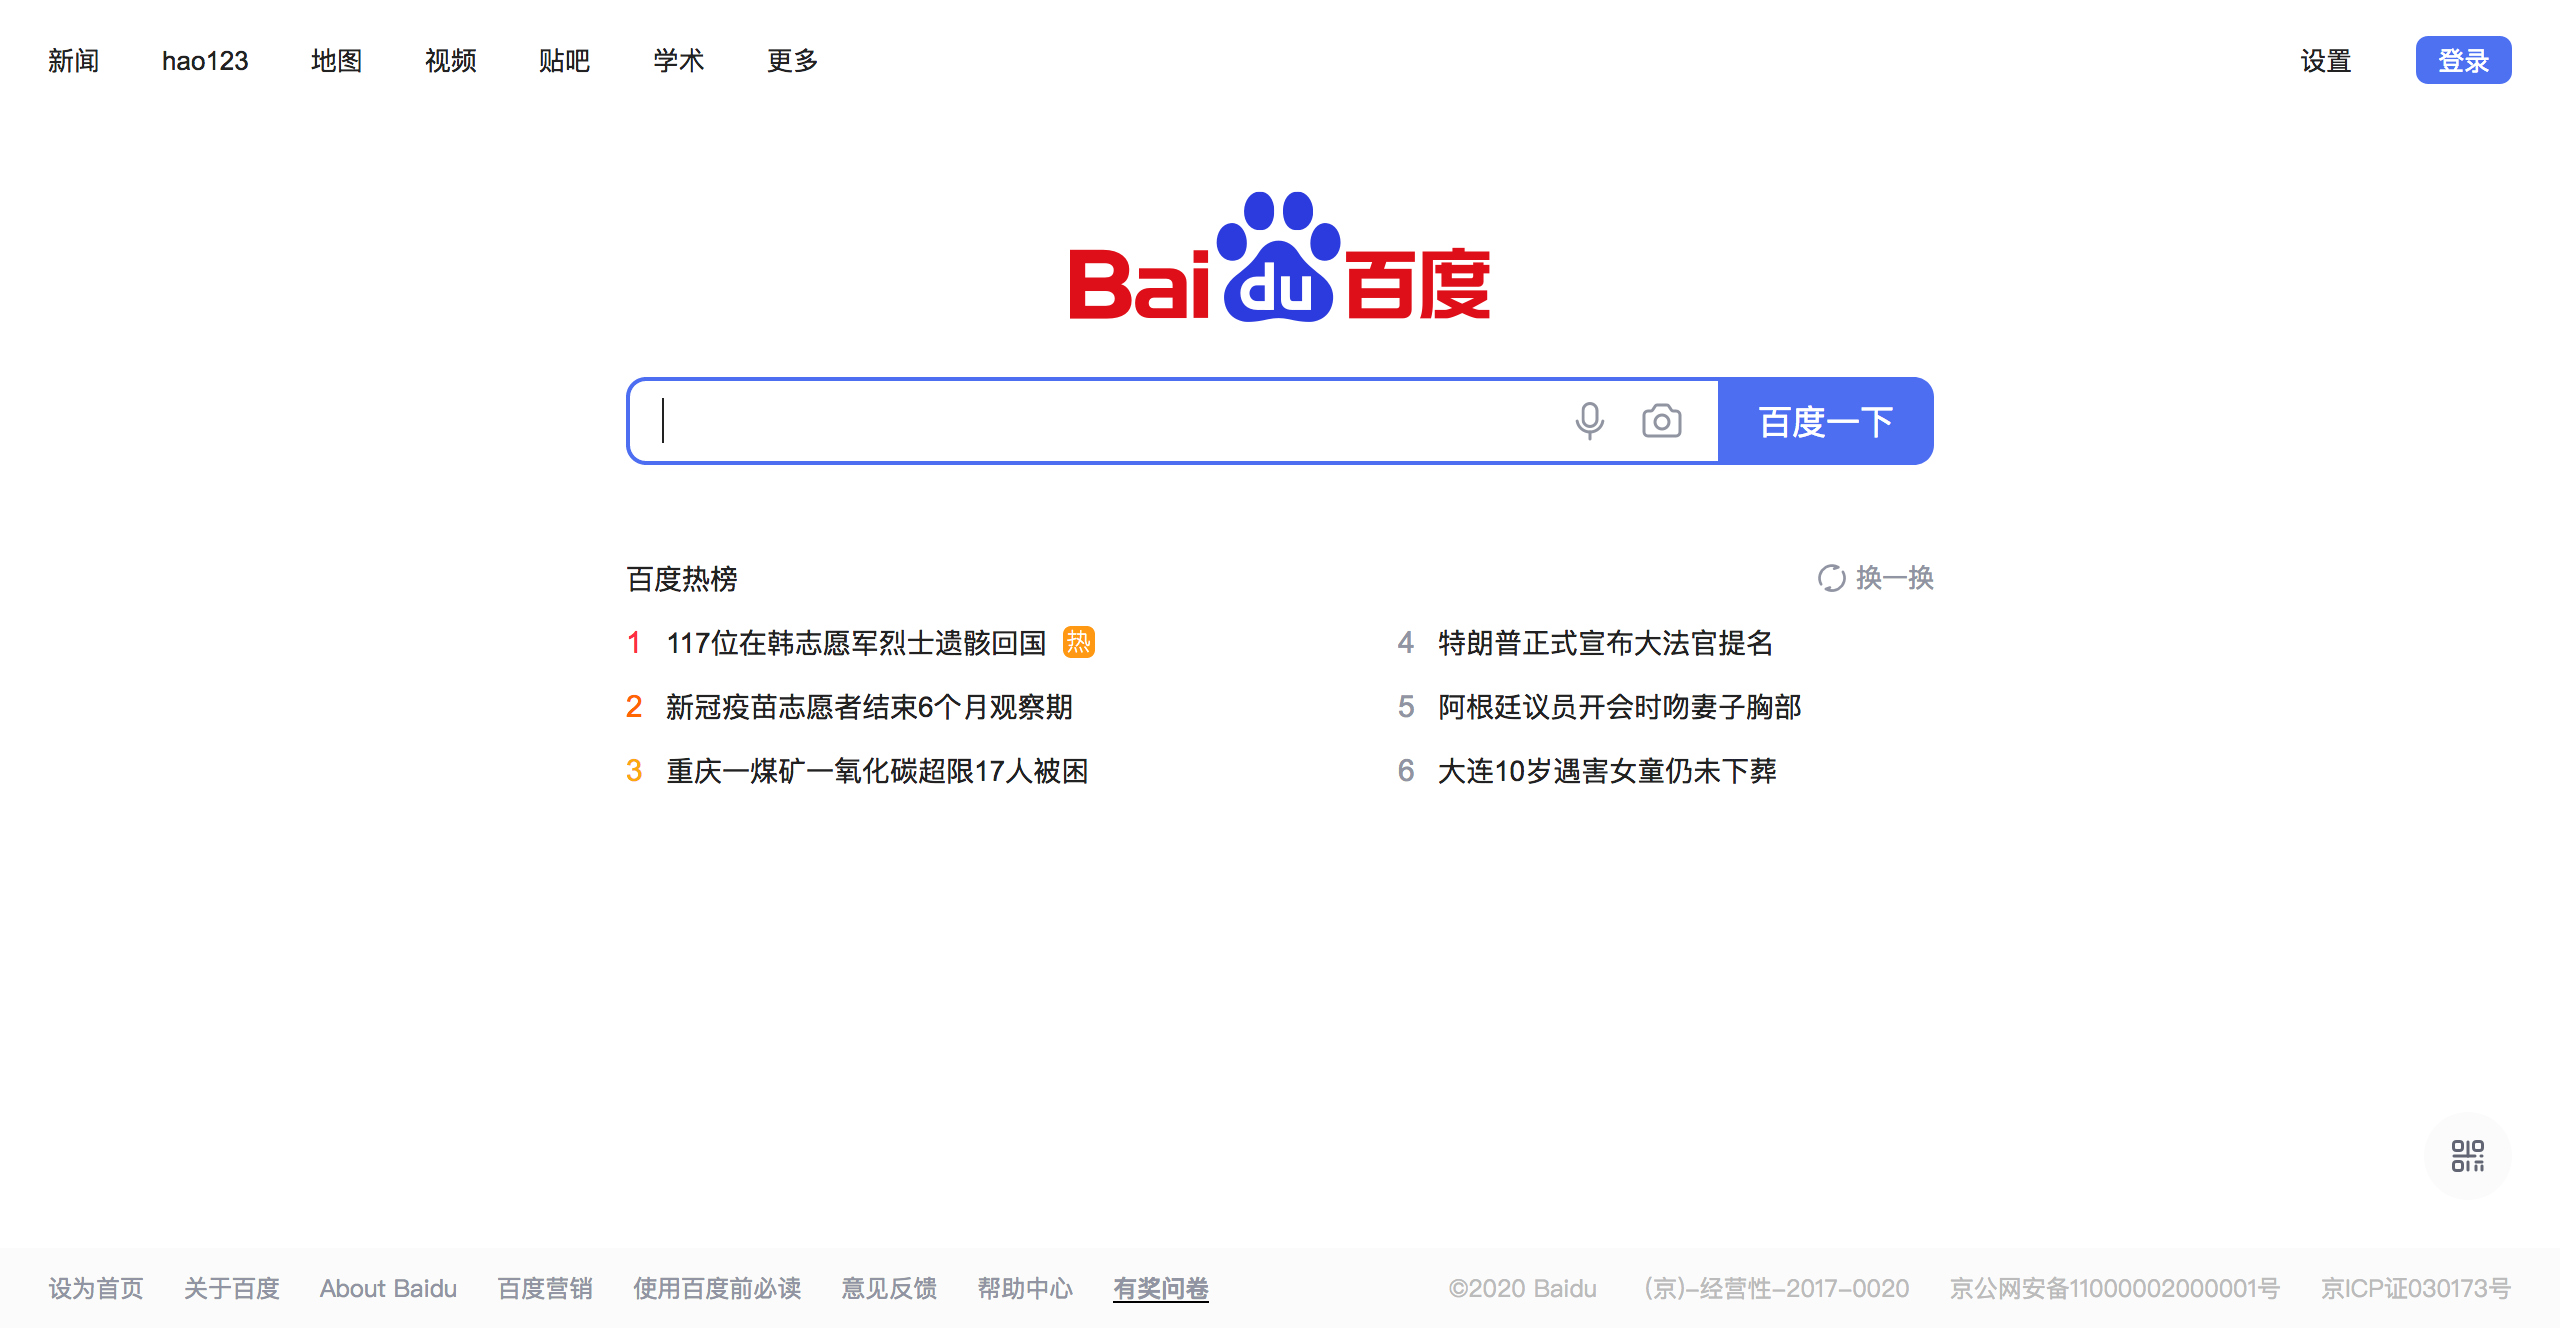 新闻 hao123 地图 视频 贴吧 学术 更多 设置 登录
Bai du 百度
百度一下
百度热榜 换一换
1 117位在韩志愿军烈士遗骸回国 热
2 新冠疫苗志愿者结束6个月观察期
3 重庆一煤矿一氧化碳超限17人被困
4 特朗普正式宣布大法官提名
5 阿根廷议员开会时吻妻子胸部
6 大连10岁遇害女童仍未下葬
设为首页 关于百度 About Baidu 百度营销 使用百度前必读 意见反馈 帮助中心 有奖问卷 ©2020 Baidu (京)-经营性-2017-0020 京公网安备11000002000001号 京ICP证030173号